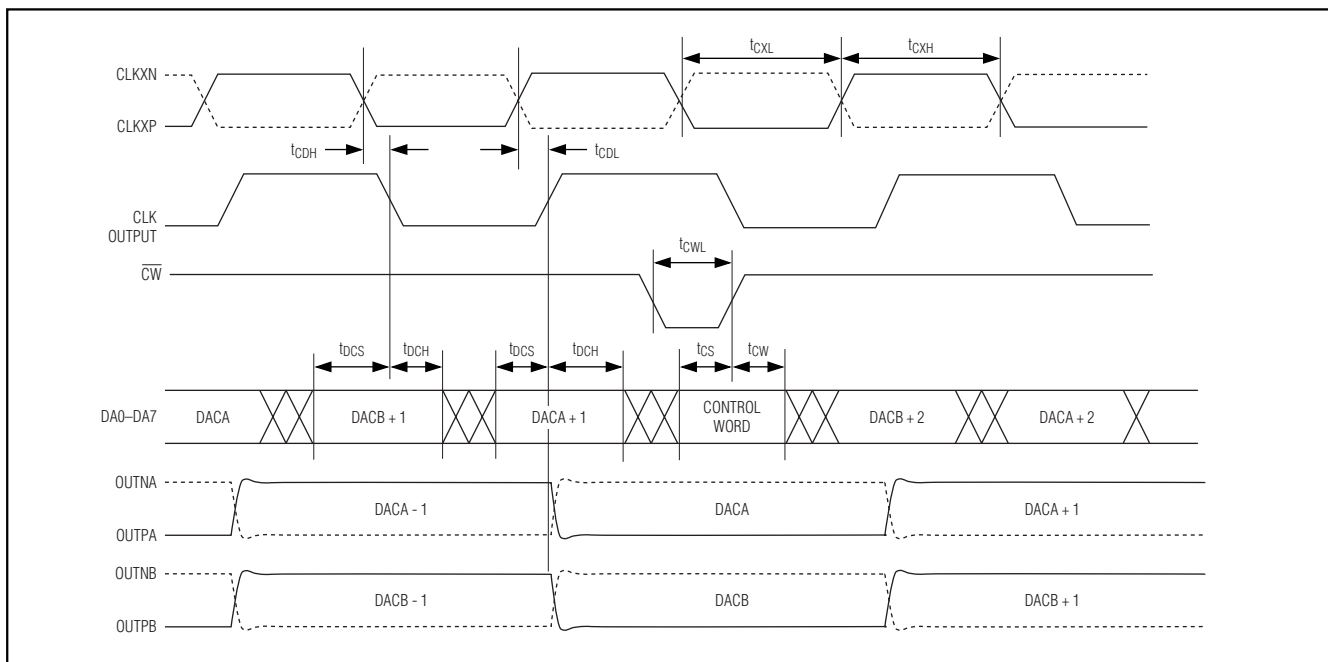 tCXL tCXH
CLKXN
CLKXP
tCDH tCDL
CLK
OUTPUT
tCWL
CW
tDCS tDCH tDCS tDCH tCS tCW
DA0–DA7 DACA DACB + 1 DACA + 1 CONTROL WORD DACB + 2 DACA + 2
OUTNA
DACA - 1 DACA DACA + 1
OUTPA
OUTNB
DACB - 1 DACB DACB + 1
OUTPB